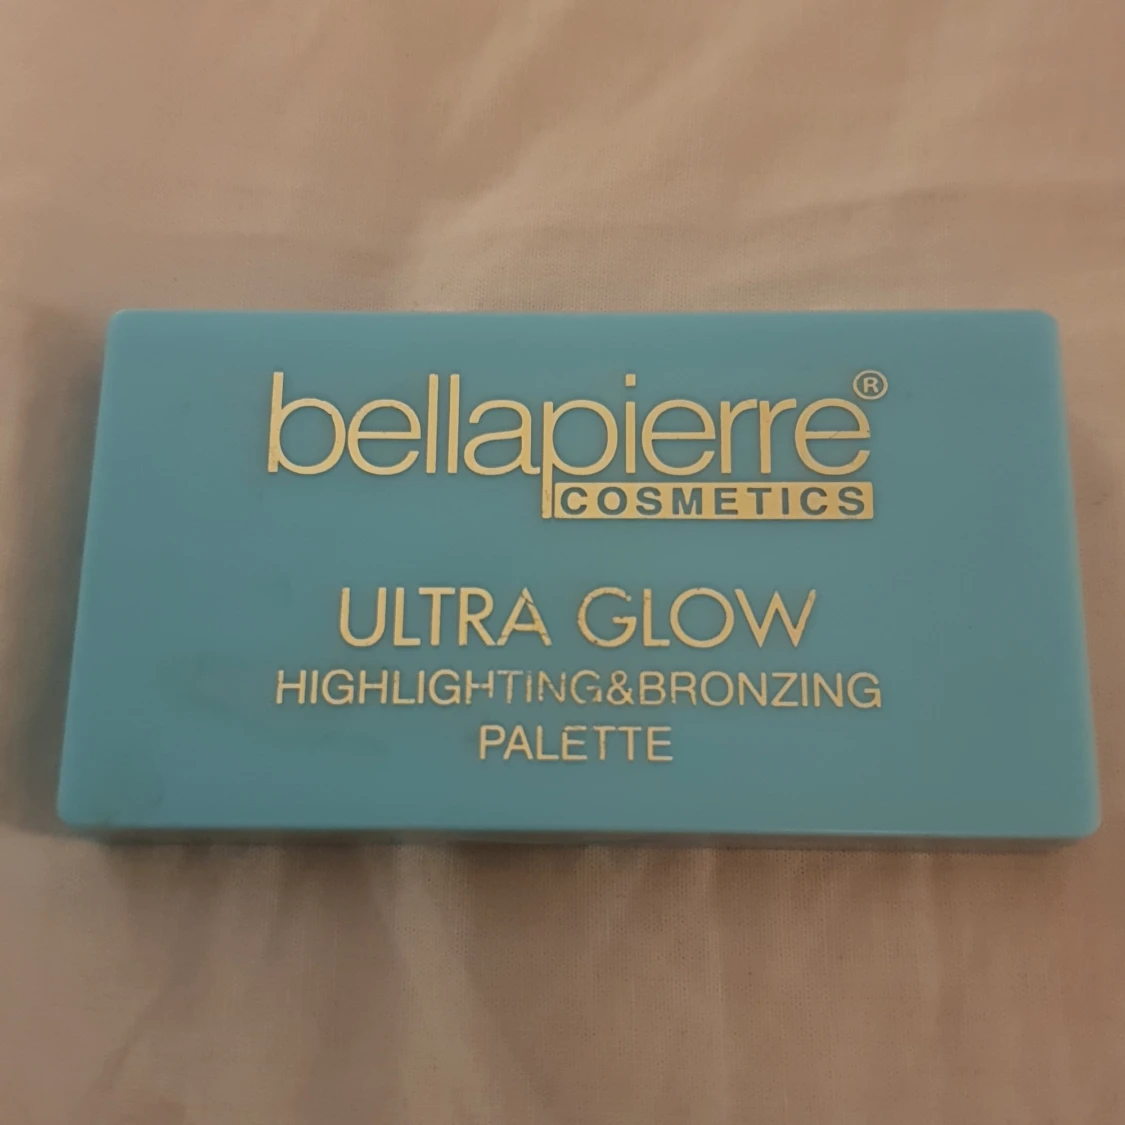 bellapierre®
COSMETICS
ULTRA GLOW
HIGHLIGHTING&BRONZING
PALETTE